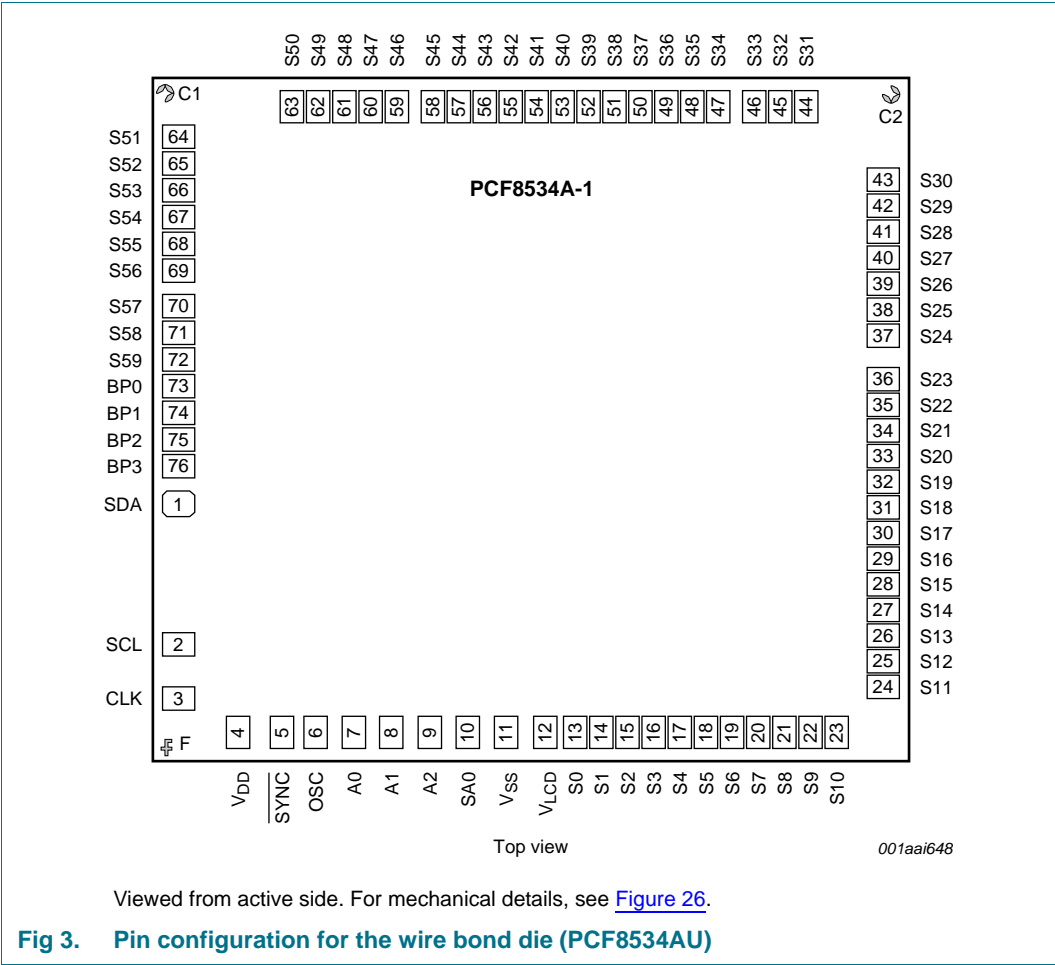 S50 S49 S48 S47 S46 S45 S44 S43 S42 S41 S40 S39 S38 S37 S36 S35 S34 S33 S32 S31
C1 63 62 61 60 59 58 57 56 55 54 53 52 51 50 49 48 47 46 45 44 C2
S51 64
S52 65
S53 66
S54 67
S55 68
S56 69
S57 70
S58 71
S59 72
BP0 73
BP1 74
BP2 75
BP3 76
SDA 1
SCL 2
CLK 3
PCF8534A-1
43 S30
42 S29
41 S28
40 S27
39 S26
38 S25
37 S24
36 S23
35 S22
34 S21
33 S20
32 S19
31 S18
30 S17
29 S16
28 S15
27 S14
26 S13
25 S12
24 S11
F 4 5 6 7 8 9 10 11 12 13 14 15 16 17 18 19 20 21 22 23
VDD SYNC OSC A0 A1 A2 SA0 VSS VLCD S0 S1 S2 S3 S4 S5 S6 S7 S8 S9 S10
Top view
001aai648
Viewed from active side. For mechanical details, see Figure 26.
Fig 3. Pin configuration for the wire bond die (PCF8534AU)